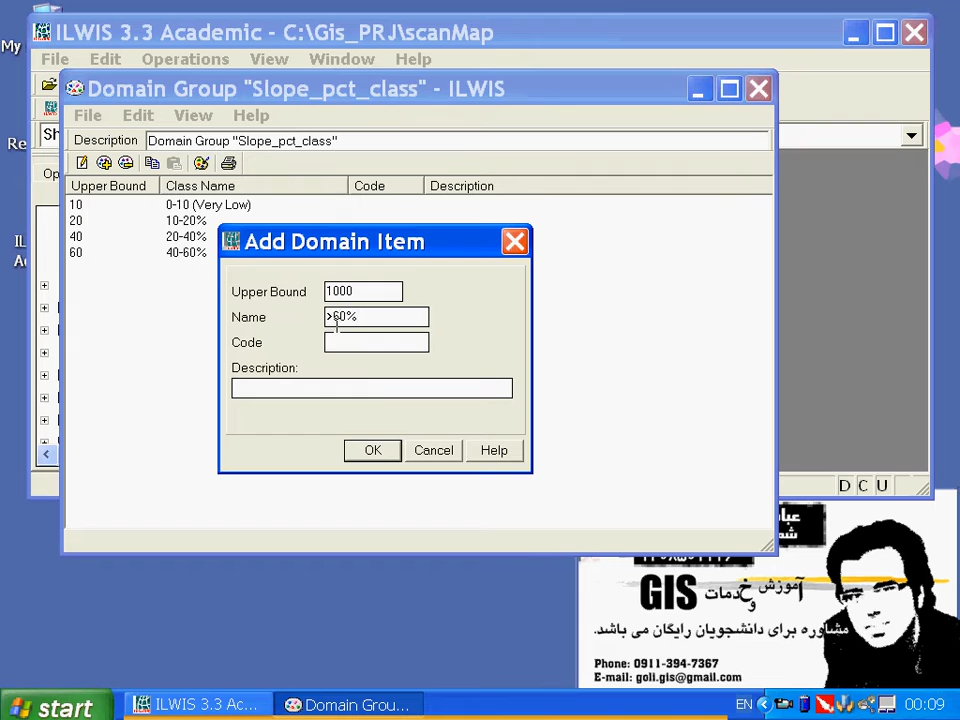 My
ILWIS 3.3 Academic - C:\Gis_PRJ\scanMap
File Edit Operations View Window Help
Domain Group "Slope_pct_class" - ILWIS
File Edit View Help
Re
Sh
Description Domain Group "Slope_pct_class"
Op
Upper Bound Class Name Code Description
10 0-10 (Very Low)
20 10-20%
40 20-40%
60 40-60%
IL
Ac
Add Domain Item
Upper Bound 1000
Name >60%
Code
Description:
OK Cancel Help
D C U
GIS آموزش و خدمات
مشاوره برای دانشجویان رایگان می باشد.
Phone: 0911-394-7367
E-mail: goli.gis@gmail.com
start ILWIS 3.3 Ac... Domain Grou... EN 00:09